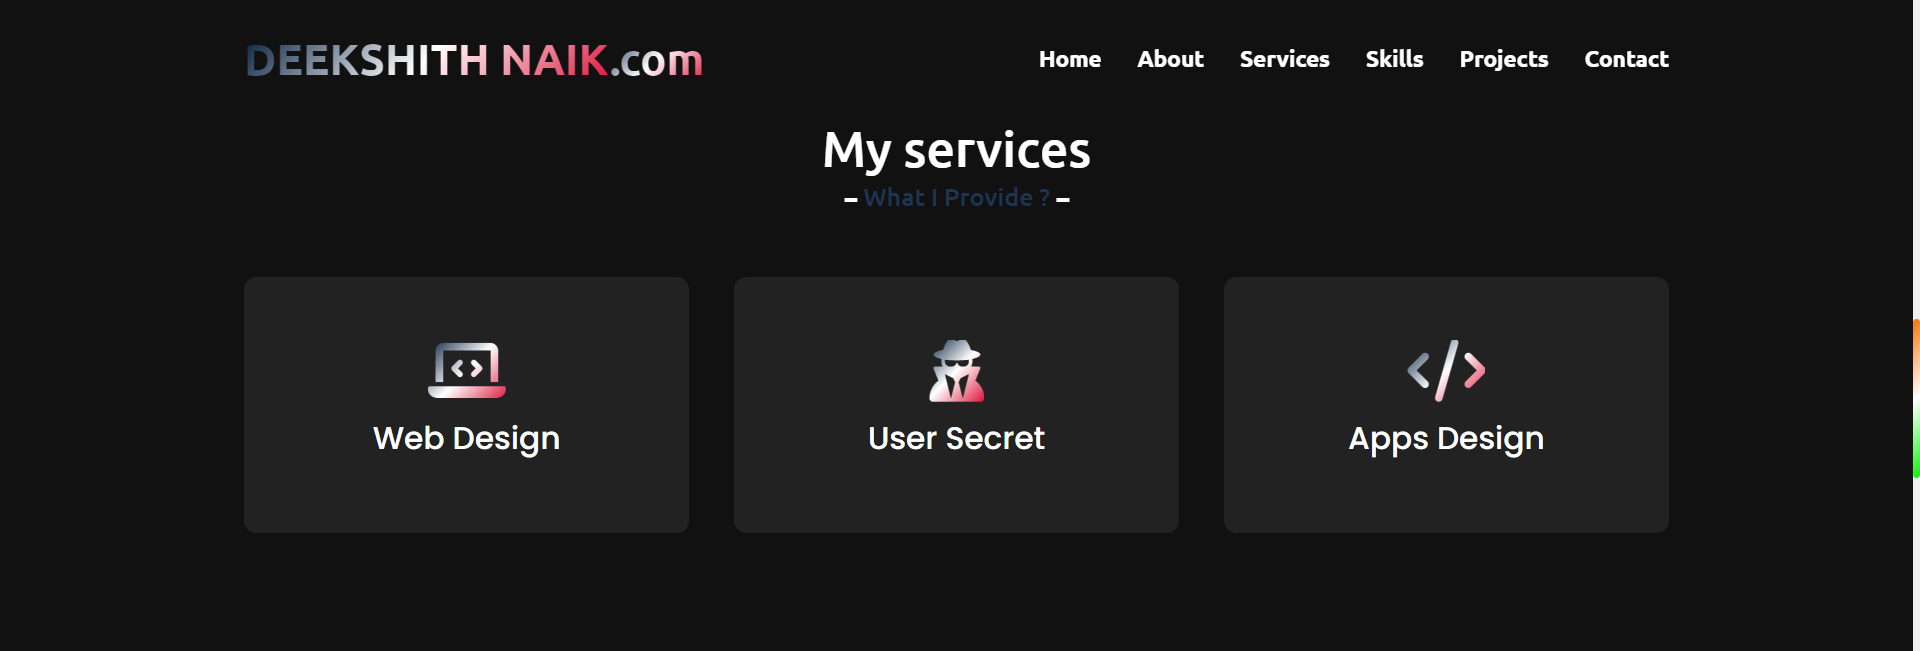 DEEKSHITH NAIK.com
Home About Services Skills Projects Contact
My services
– What I Provide ? –
Web Design
User Secret
Apps Design